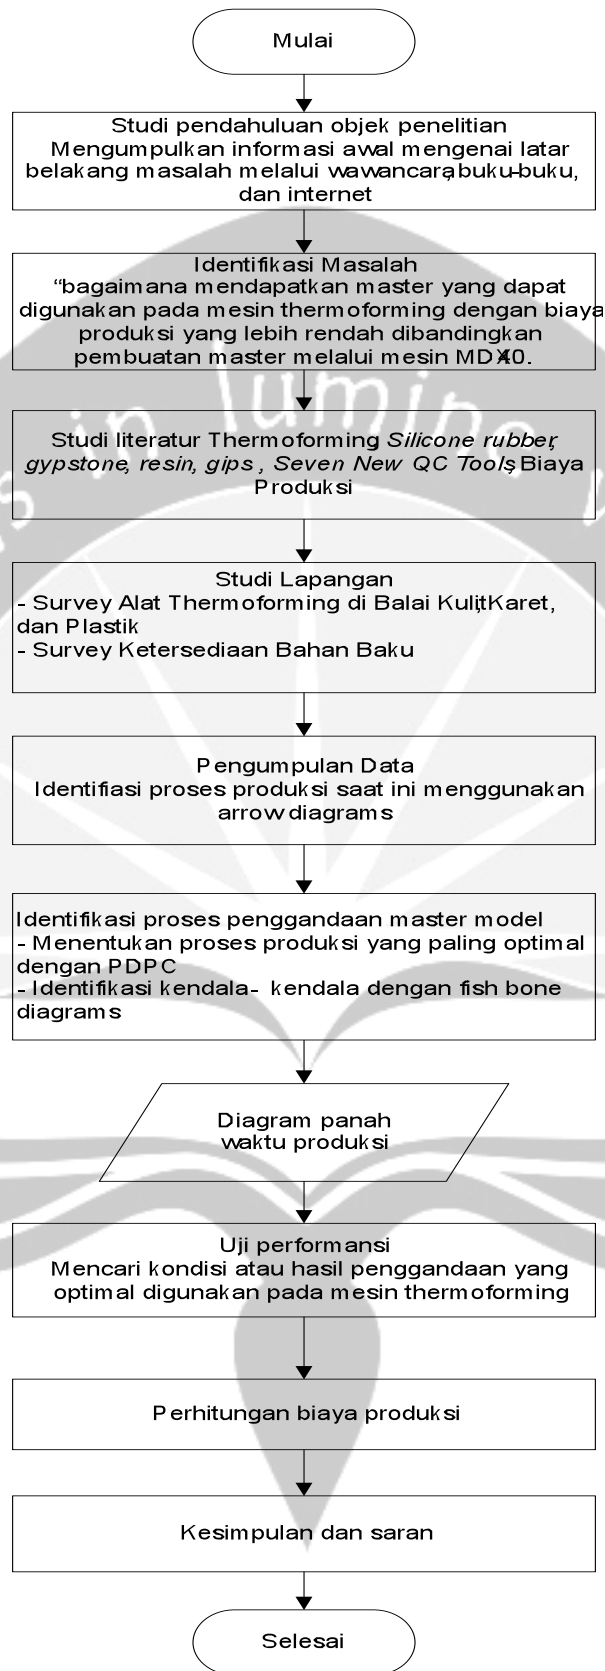 Mulai
Studi pendahuluan objek penelitian
Mengumpulkan informasi awal mengenai latar
belakang masalah melalui wawancara, buku-buku,
dan internet
Identifikasi Masalah
“bagaimana mendapatkan master yang dapat
digunakan pada mesin thermoforming dengan biaya
produksi yang lebih rendah dibandingkan
pembuatan master melalui mesin MDX40.
Studi literatur Thermoforming Silicone rubber,
gypstone, resin, gips , Seven New QC Tools, Biaya
Produksi
Studi Lapangan
- Survey Alat Thermoforming di Balai Kulit, Karet,
dan Plastik
- Survey Ketersediaan Bahan Baku
Pengumpulan Data
Identifiasi proses produksi saat ini menggunakan
arrow diagrams
Identifikasi proses penggandaan master model
- Menentukan proses produksi yang paling optimal
dengan PDPC
- Identifikasi kendala- kendala dengan fish bone
diagrams
Diagram panah
waktu produksi
Uji performansi
Mencari kondisi atau hasil penggandaan yang
optimal digunakan pada mesin thermoforming
Perhitungan biaya produksi
Kesimpulan dan saran
Selesai
in lumine